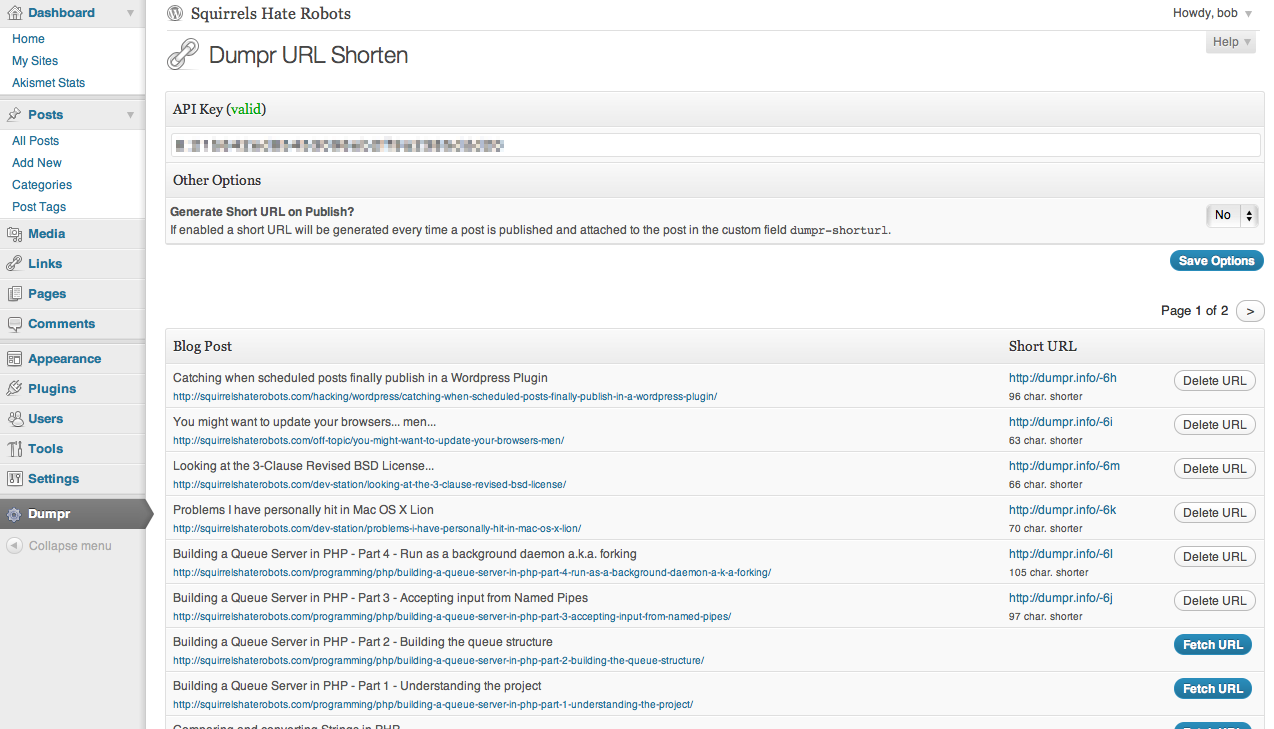 Dashboard
Home
My Sites
Akismet Stats
Posts
All Posts
Add New
Categories
Post Tags
Media
Links
Pages
Comments
Appearance
Plugins
Users
Tools
Settings
Dumpr
Collapse menu
Squirrels Hate Robots
Howdy, bob
Help
Dumpr URL Shorten
API Key (valid)
Other Options
Generate Short URL on Publish?
If enabled a short URL will be generated every time a post is published and attached to the post in the custom field dumpr-shorturl.
No
Save Options
Page 1 of 2 >
Blog Post Short URL
Catching when scheduled posts finally publish in a Wordpress Plugin http://dumpr.info/-6h Delete URL
http://squirrelshaterobots.com/hacking/wordpress/catching-when-scheduled-posts-finally-publish-in-a-wordpress-plugin/ 96 char. shorter
You might want to update your browsers... men... http://dumpr.info/-6i Delete URL
http://squirrelshaterobots.com/off-topic/you-might-want-to-update-your-browsers-men/ 63 char. shorter
Looking at the 3-Clause Revised BSD License... http://dumpr.info/-6m Delete URL
http://squirrelshaterobots.com/dev-station/looking-at-the-3-clause-revised-bsd-license/ 66 char. shorter
Problems I have personally hit in Mac OS X Lion http://dumpr.info/-6k Delete URL
http://squirrelshaterobots.com/dev-station/problems-i-have-personally-hit-in-mac-os-x-lion/ 70 char. shorter
Building a Queue Server in PHP - Part 4 - Run as a background daemon a.k.a. forking http://dumpr.info/-6l Delete URL
http://squirrelshaterobots.com/programming/php/building-a-queue-server-in-php-part-4-run-as-a-background-daemon-a-k-a-forking/ 105 char. shorter
Building a Queue Server in PHP - Part 3 - Accepting input from Named Pipes http://dumpr.info/-6j Delete URL
http://squirrelshaterobots.com/programming/php/building-a-queue-server-in-php-part-3-accepting-input-from-named-pipes/ 97 char. shorter
Building a Queue Server in PHP - Part 2 - Building the queue structure Fetch URL
http://squirrelshaterobots.com/programming/php/building-a-queue-server-in-php-part-2-building-the-queue-structure/
Building a Queue Server in PHP - Part 1 - Understanding the project Fetch URL
http://squirrelshaterobots.com/programming/php/building-a-queue-server-in-php-part-1-understanding-the-project/
Comparing and converting Strings in PHP